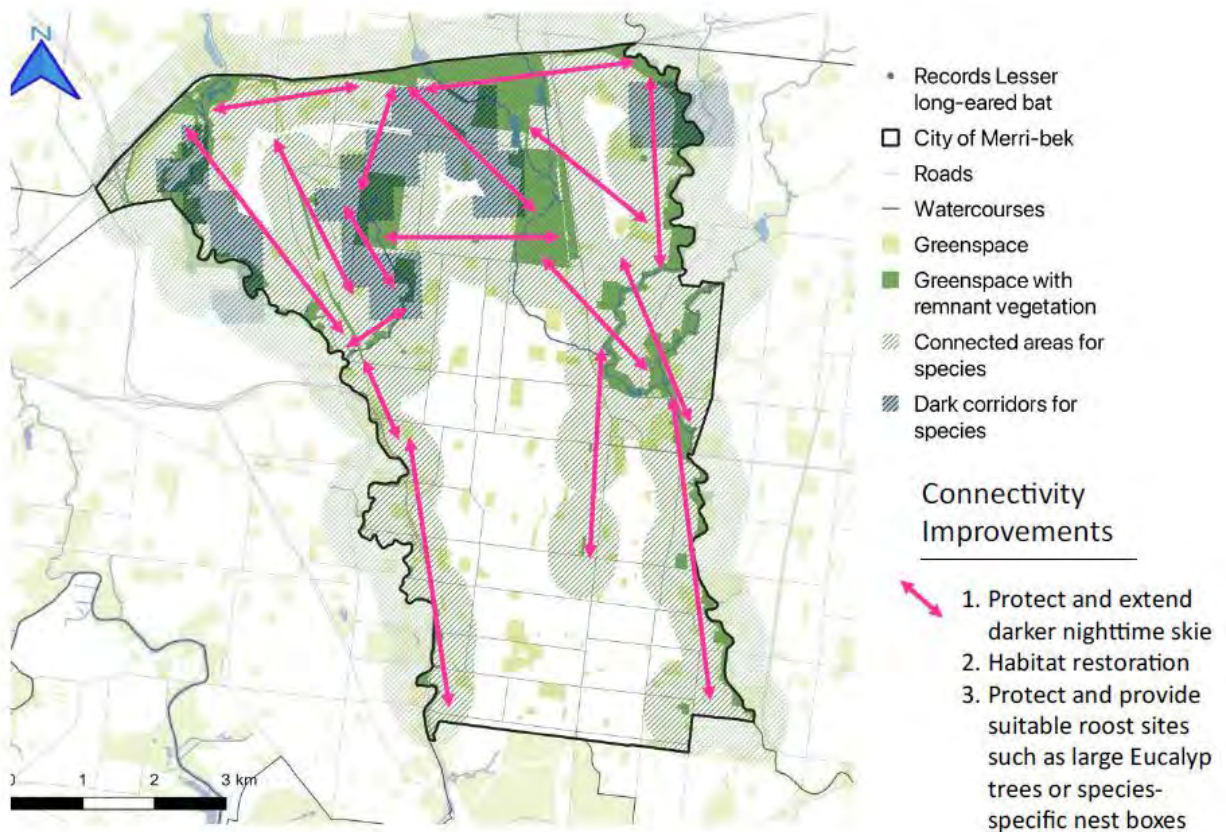 N
Records Lesser
long-eared bat
City of Merri-bek
Roads
Watercourses
Greenspace
Greenspace with
remnant vegetation
Connected areas for
species
Dark corridors for
species
Connectivity
Improvements
1. Protect and extend
darker nighttime skie
2. Habitat restoration
3. Protect and provide
suitable roost sites
such as large Eucalyp
trees or species-
specific nest boxes
0 1 2 3 km